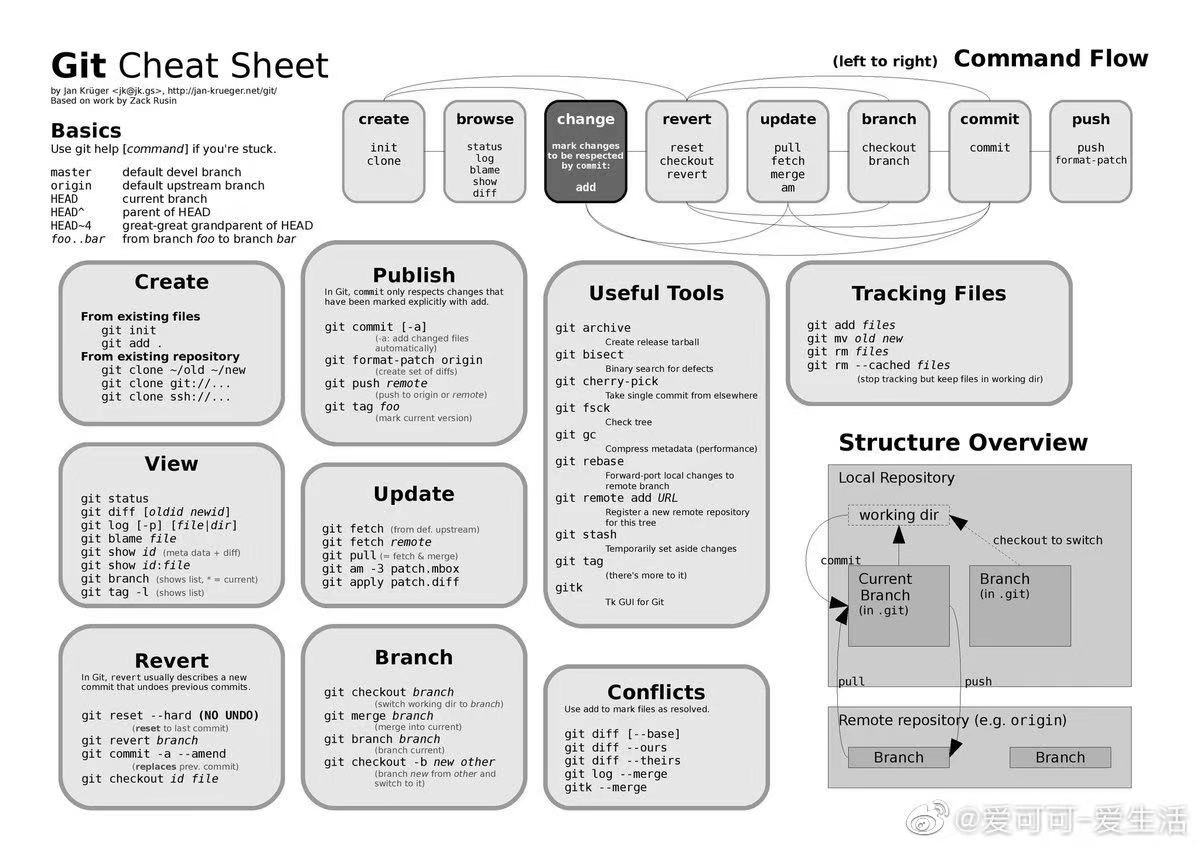 Git Cheat Sheet
by Jan Krüger <jk@jk.gs>, http://jan-krueger.net/git/
Based on work by Zack Rusin
Basics
Use git help [command] if you're stuck.
master default devel branch
origin default upstream branch
HEAD current branch
HEAD^ parent of HEAD
HEAD~4 great-great grandparent of HEAD
foo..bar from branch foo to branch bar
(left to right) Command Flow
create
init
clone
browse
status
log
blame
show
diff
change
mark changes
to be respected
by commit:
add
revert
reset
checkout
revert
update
pull
fetch
merge
am
branch
checkout
branch
commit
commit
push
push
format-patch
Create
From existing files
git init
git add .
From existing repository
git clone ~/old ~/new
git clone git://...
git clone ssh://...
View
git status
git diff [oldid newid]
git log [-p] [file|dir]
git blame file
git show id (meta data + diff)
git show id:file
git branch (shows list, * = current)
git tag -l (shows list)
Revert
In Git, revert usually describes a new
commit that undoes previous commits.
git reset --hard (NO UNDO)
(reset to last commit)
git revert branch
git commit -a --amend
(replaces prev. commit)
git checkout id file
Publish
In Git, commit only respects changes that
have been marked explicitly with add.
git commit [-a]
(-a: add changed files
automatically)
git format-patch origin
(create set of diffs)
git push remote
(push to origin or remote)
git tag foo
(mark current version)
Update
git fetch (from def. upstream)
git fetch remote
git pull (= fetch & merge)
git am -3 patch.mbox
git apply patch.diff
Branch
git checkout branch
(switch working dir to branch)
git merge branch
(merge into current)
git branch branch
(branch current)
git checkout -b new other
(branch new from other and
switch to it)
Useful Tools
git archive
Create release tarball
git bisect
Binary search for defects
git cherry-pick
Take single commit from elsewhere
git fsck
Check tree
git gc
Compress metadata (performance)
git rebase
Forward-port local changes to
remote branch
git remote add URL
Register a new remote repository
for this tree
git stash
Temporarily set aside changes
git tag
(there's more to it)
gitk
Tk GUI for Git
Conflicts
Use add to mark files as resolved.
git diff [--base]
git diff --ours
git diff --theirs
git log --merge
gitk --merge
Tracking Files
git add files
git mv old new
git rm files
git rm --cached files
(stop tracking but keep files in working dir)
Structure Overview
Local Repository
working dir
checkout to switch
commit
Current
Branch
(in .git)
Branch
(in .git)
pull
push
Remote repository (e.g. origin)
Branch
Branch
@爱可可-爱生活